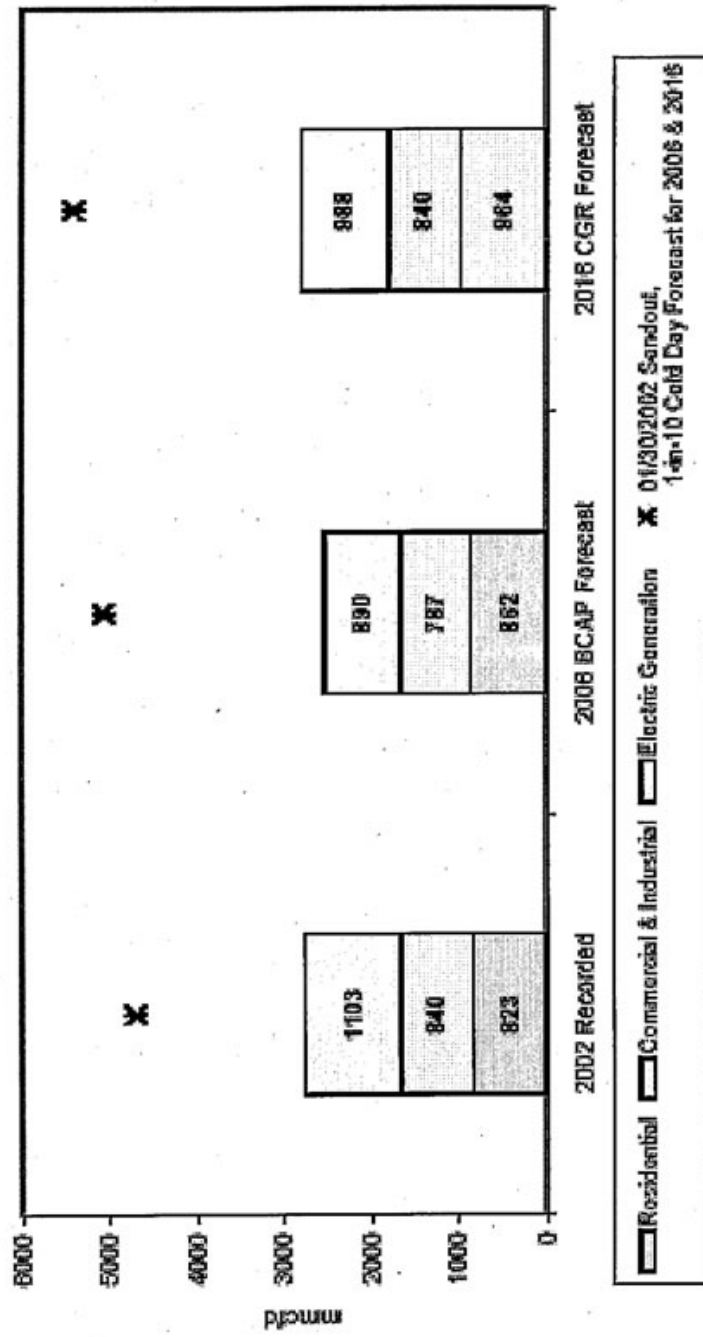 6000
5000
4000
3000
2000
1000
0
mmcfd
1103
840
823
890
787
862
988
840
964
2002 Recorded
2006 BCAP Forecast
2016 CGR Forecast
Residential
Commercial & Industrial
Electric Generation
01/30/2002 Sendout,
1-in-10 Cold Day Forecast for 2006 & 2016